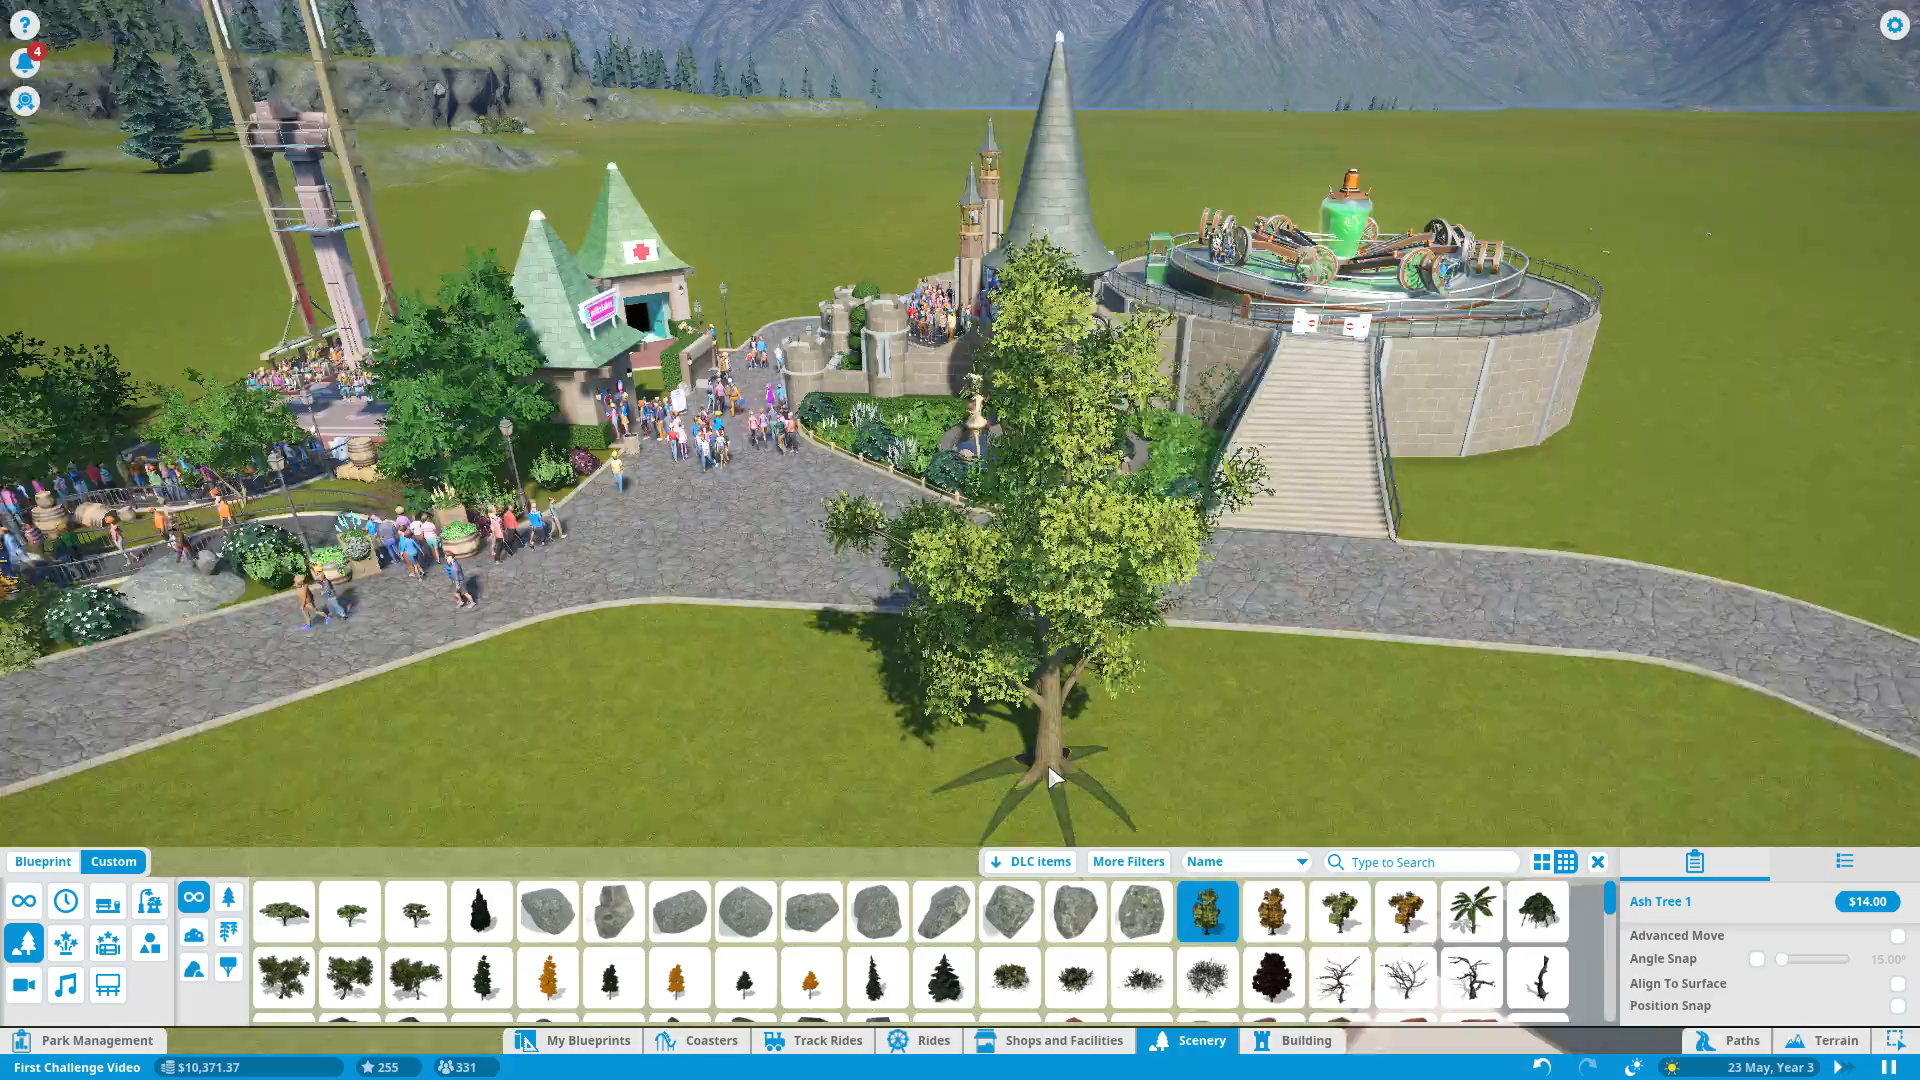 ?
4
Blueprint
Custom
DLC items
More Filters
Name
Type to Search
Ash Tree 1
$14.00
Advanced Move
Angle Snap
15.00°
Align To Surface
Position Snap
Park Management
My Blueprints
Coasters
Track Rides
Rides
Shops and Facilities
Scenery
Building
Paths
Terrain
First Challenge Video
$10,371.37
255
331
23 May, Year 3